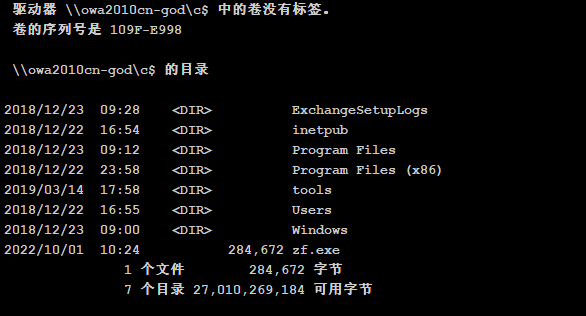 驱动器 \\owa2010cn-god\c$ 中的卷没有标签。
卷的序列号是 109F-E998
\\owa2010cn-god\c$ 的目录
2018/12/23  09:28    <DIR>          ExchangeSetupLogs
2018/12/22  16:54    <DIR>          inetpub
2018/12/23  09:12    <DIR>          Program Files
2018/12/22  23:58    <DIR>          Program Files (x86)
2019/03/14  17:58    <DIR>          tools
2018/12/22  16:55    <DIR>          Users
2018/12/23  09:00    <DIR>          Windows
2022/10/01  10:24           284,672 zf.exe
1 个文件        284,672 字节
7 个目录 27,010,269,184 可用字节